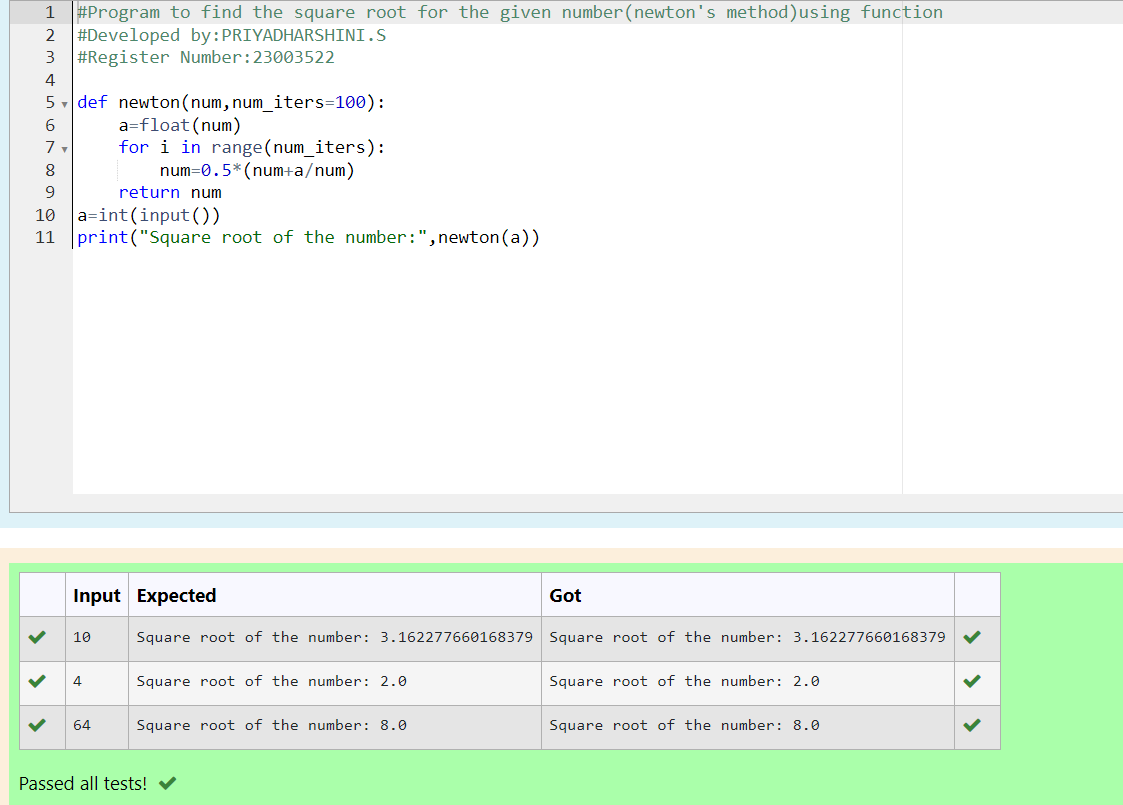 1 #Program to find the square root for the given number(newton's method)using function
2 #Developed by:PRIYADHARSHINI.S
3 #Register Number:23003522
4
5 def newton(num,num_iters=100):
6     a=float(num)
7     for i in range(num_iters):
8         num=0.5*(num+a/num)
9     return num
10 a=int(input())
11 print("Square root of the number:",newton(a))
Input Expected Got
10 Square root of the number: 3.162277660168379 Square root of the number: 3.162277660168379
4 Square root of the number: 2.0 Square root of the number: 2.0
64 Square root of the number: 8.0 Square root of the number: 8.0
Passed all tests!